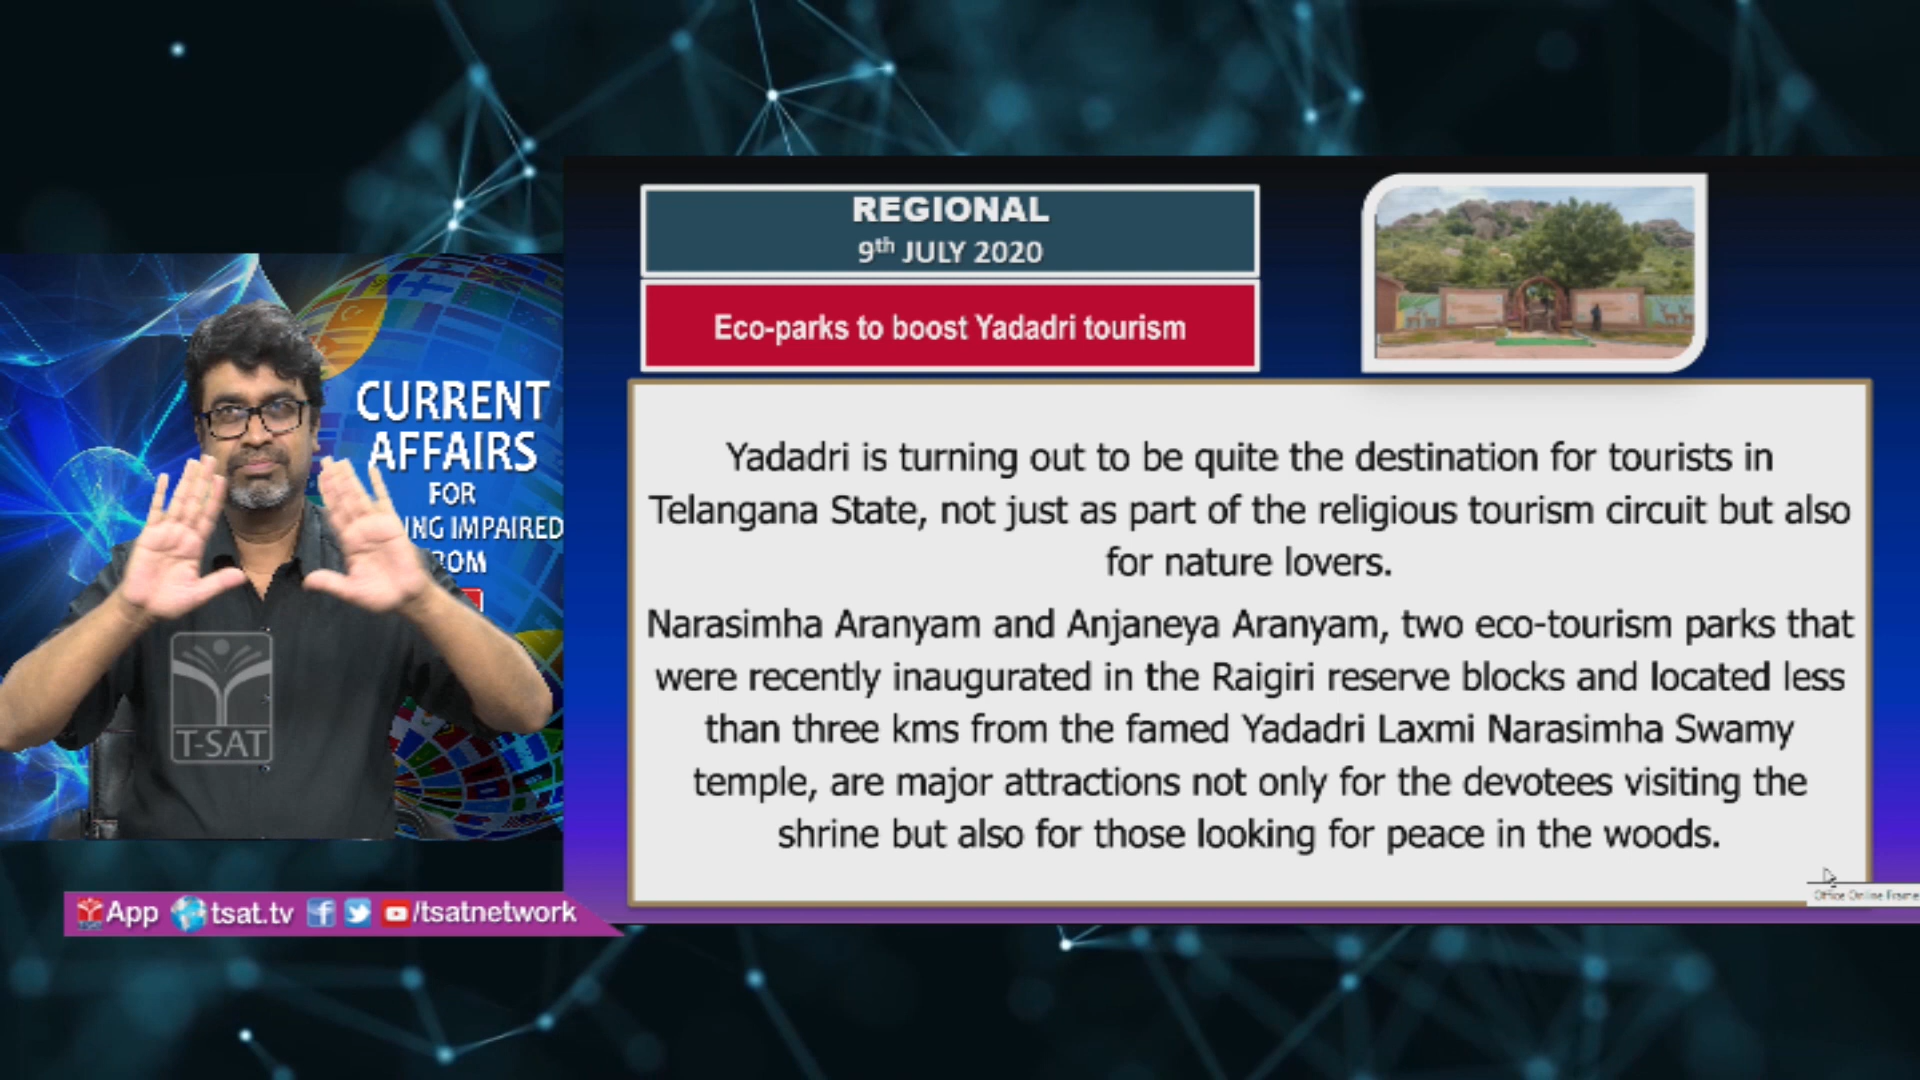 REGIONAL
9th JULY 2020
Eco-parks to boost Yadadri tourism
Yadadri is turning out to be quite the destination for tourists in
Telangana State, not just as part of the religious tourism circuit but also
for nature lovers.
Narasimha Aranyam and Anjaneya Aranyam, two eco-tourism parks that
were recently inaugurated in the Raigiri reserve blocks and located less
than three kms from the famed Yadadri Laxmi Narasimha Swamy
temple, are major attractions not only for the devotees visiting the
shrine but also for those looking for peace in the woods.
CURRENT
AFFAIRS
FOR
IMPAIRED
T-SAT
App tsat.tv /tsatnetwork
Office Online Frame